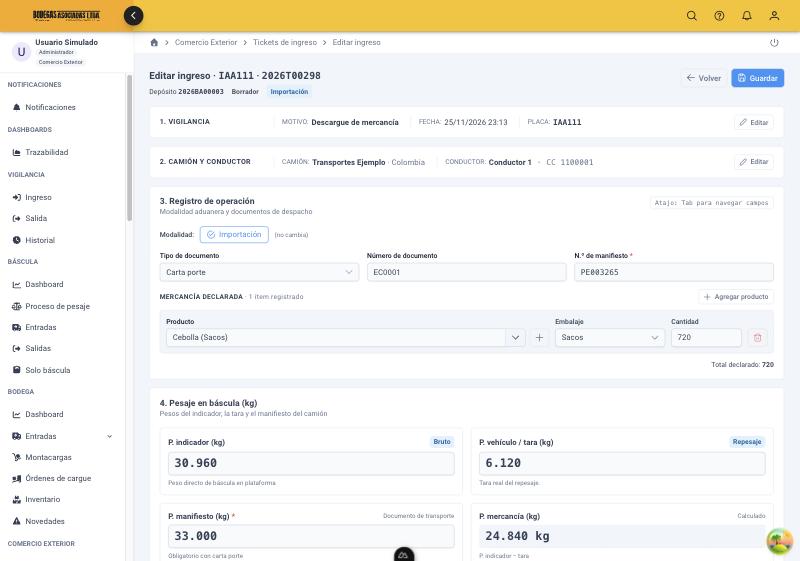 BODEGAS ASOCIADAS LTDA
U
Usuario Simulado
Administrador
Comercio Exterior
Comercio Exterior
Tickets de ingreso
Editar ingreso
NOTIFICACIONES
Notificaciones
DASHBOARDS
Trazabilidad
VIGILANCIA
Ingreso
Salida
Historial
BÁSCULA
Dashboard
Proceso de pesaje
Entradas
Salidas
Solo báscula
BODEGA
Dashboard
Entradas
Montacargas
Órdenes de cargue
Inventario
Novedades
COMERCIO EXTERIOR
Editar ingreso · IAA111 · 2026T00298
Depósito 2026BA00003 Borrador Importación
Volver
Guardar
1. VIGILANCIA MOTIVO: Descargue de mercancía FECHA: 25/11/2026 23:13 PLACA: IAA111 Editar
2. CAMIÓN Y CONDUCTOR CAMIÓN: Transportes Ejemplo · Colombia CONDUCTOR: Conductor 1 · CC 1100001 Editar
3. Registro de operación
Modalidad aduanera y documentos de despacho
Atajo: Tab para navegar campos
Modalidad: Importación (no cambia)
Tipo de documento Número de documento N.º de manifiesto *
Carta porte EC0001 PE003265
MERCANCÍA DECLARADA · 1 ítem registrado
Agregar producto
Producto Embalaje Cantidad
Cebolla (Sacos) Sacos 720
Total declarado: 720
4. Pesaje en báscula (kg)
Pesos del indicador, la tara y el manifiesto del camión
P. indicador (kg) Bruto
30.960
Peso directo de báscula en plataforma
P. vehículo / tara (kg) Repesaje
6.120
Tara real del repesaje
P. manifiesto (kg) * Documento de transporte
33.000
Obligatorio con carta porte
P. mercancía (kg) Calculado
24.840 kg
P. indicador − tara